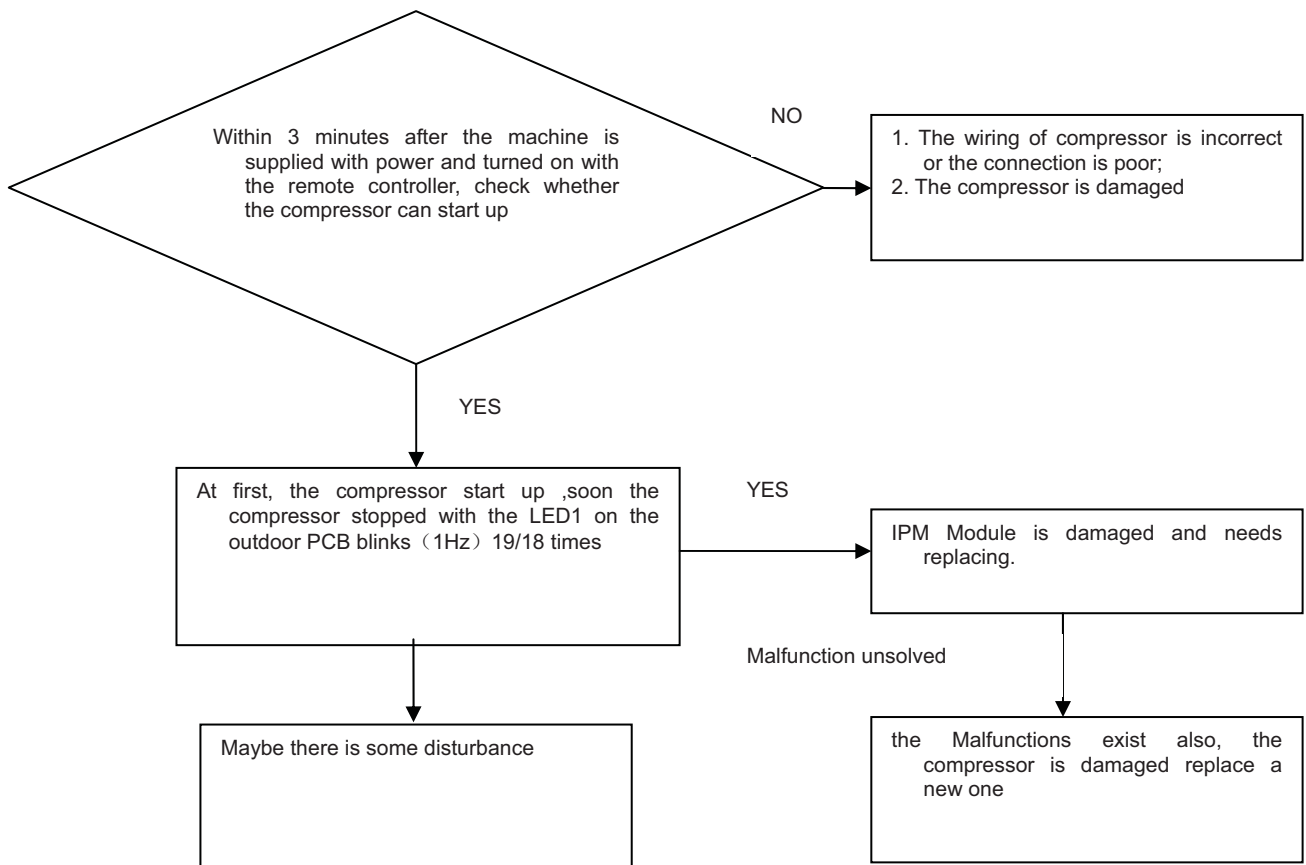 NO
Within 3 minutes after the machine is
supplied with power and turned on with
the remote controller, check whether
the compressor can start up
1. The wiring of compressor is incorrect
or the connection is poor;
2. The compressor is damaged
YES
At first, the compressor start up ,soon the
compressor stopped with the LED1 on the
outdoor PCB blinks（1Hz）19/18 times
YES
IPM Module is damaged and needs
replacing.
Malfunction unsolved
Maybe there is some disturbance
the Malfunctions exist also, the
compressor is damaged replace a
new one